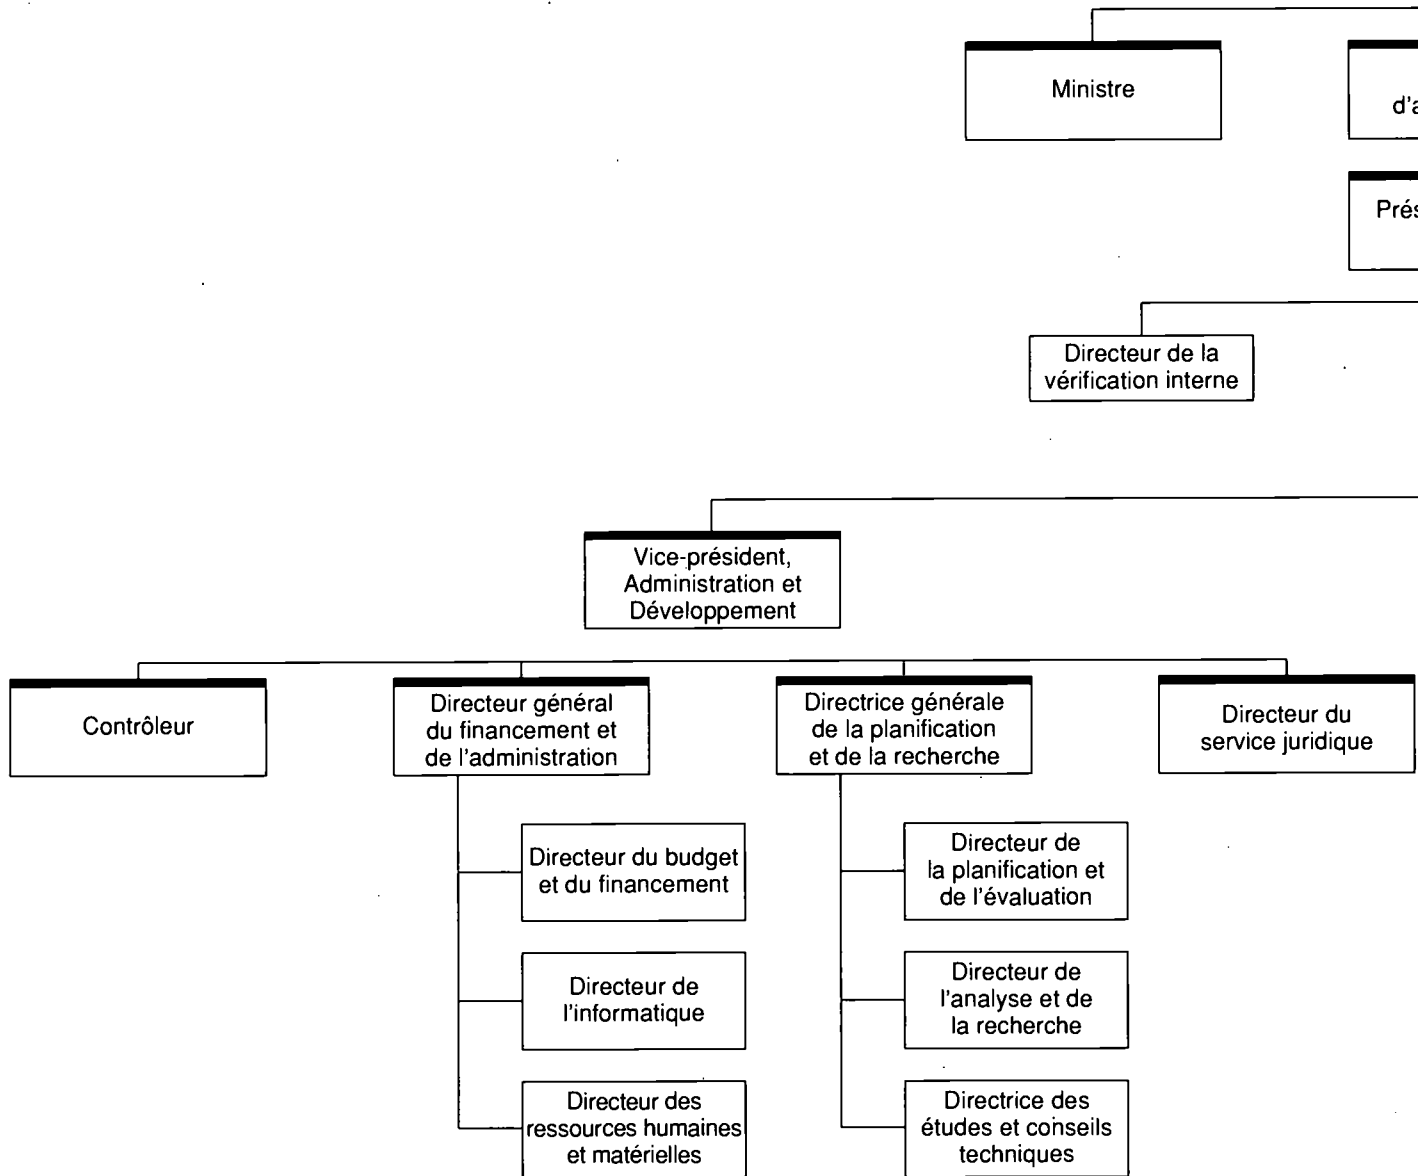 Ministre
d'a
Prés
Directeur de la
vérification interne
Vice-président,
Administration et
Développement
Contrôleur
Directeur général
du financement et
de l'administration
Directrice générale
de la planification
et de la recherche
Directeur du
service juridique
Directeur du budget
et du financement
Directeur de
l'informatique
Directeur des
ressources humaines
et matérielles
Directeur de
la planification et
de l'évaluation
Directeur de
l'analyse et de
la recherche
Directrice des
études et conseils
techniques